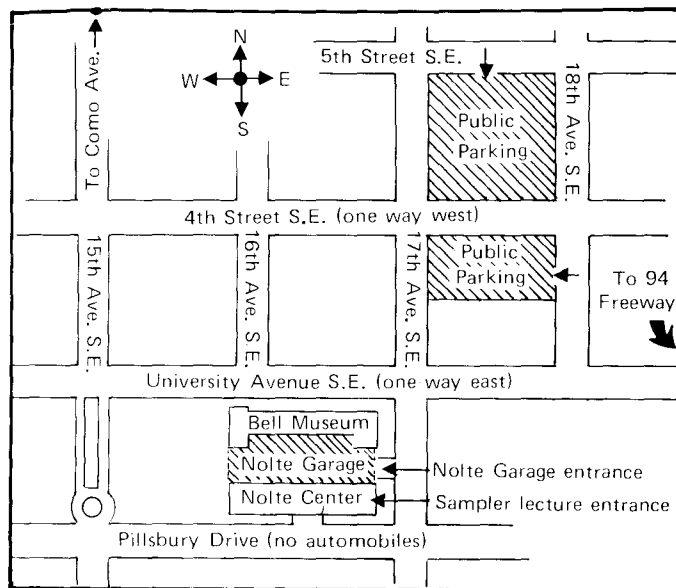 N
W E
S
To Como Ave.
5th Street S.E.
18th Ave. S.E.
Public
Parking
4th Street S.E. (one way west)
15th Ave. S.E.
16th Ave. S.E.
17th Ave. S.E.
Public
Parking
To 94
Freeway
University Avenue S.E. (one way east)
Bell Museum
Nolte Garage
Nolte Garage entrance
Nolte Center
Sampler lecture entrance
Pillsbury Drive (no automobiles)